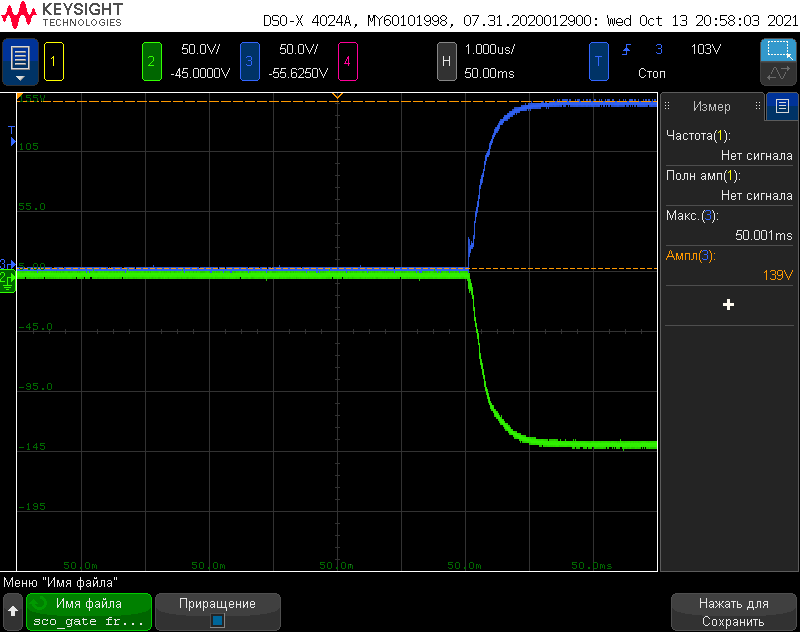 KEYSIGHT
TECHNOLOGIES
DSO-X 4024A, MY60101998, 07.31.2020012900: Wed Oct 13 20:58:03 2021
1
2
50.0V/
-45.0000V
3
50.0V/
-55.6250V
4
H
1.000us/
50.00ms
T
3
103V
Стоп
155V
105
55.0
5.00
-45.0
-95.0
-145
-195
T
3
2
50.0m 50.0m 50.0m 50.0m 50.0ms
Измер
Частота(1):
Нет сигнала
Полн амп(1):
Нет сигнала
Макс.(3):
50.001ms
Ампл(3):
139V
+
Меню "Имя файла"
Имя файла
sco_gate fr...
Приращение
Нажать для
Сохранить